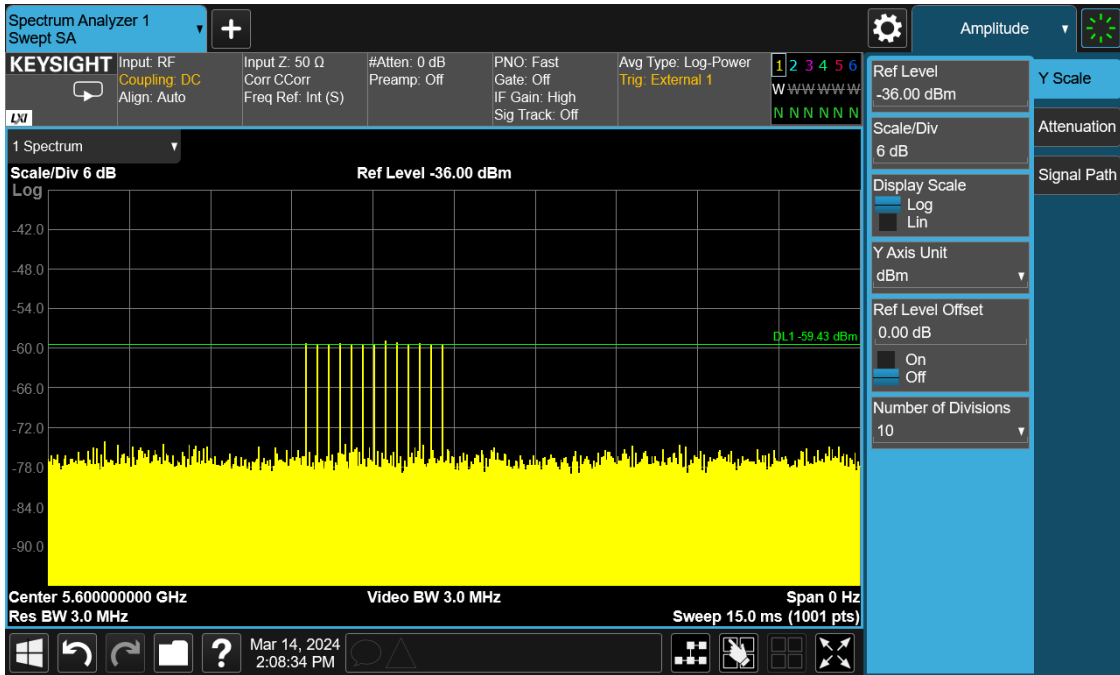 Spectrum Analyzer 1
Swept SA
+
Amplitude
KEYSIGHT
LXI
Input: RF
Coupling: DC
Align: Auto
Input Z: 50 Ω
Corr CCorr
Freq Ref: Int (S)
#Atten: 0 dB
Preamp: Off
PNO: Fast
Gate: Off
IF Gain: High
Sig Track: Off
Avg Type: Log-Power
Trig: External 1
1 2 3 4 5 6
W W W W W W
N N N N N N
1 Spectrum
Scale/Div 6 dB
Ref Level -36.00 dBm
Log
-42.0
-48.0
-54.0
-60.0
-66.0
-72.0
-78.0
-84.0
-90.0
DL1 -59.43 dBm
Center 5.600000000 GHz
Video BW 3.0 MHz
Span 0 Hz
Res BW 3.0 MHz
Sweep 15.0 ms (1001 pts)
?
Mar 14, 2024
2:08:34 PM
Ref Level
-36.00 dBm
Scale/Div
6 dB
Display Scale
Log
Lin
Y Axis Unit
dBm
Ref Level Offset
0.00 dB
On
Off
Number of Divisions
10
Y Scale
Attenuation
Signal Path